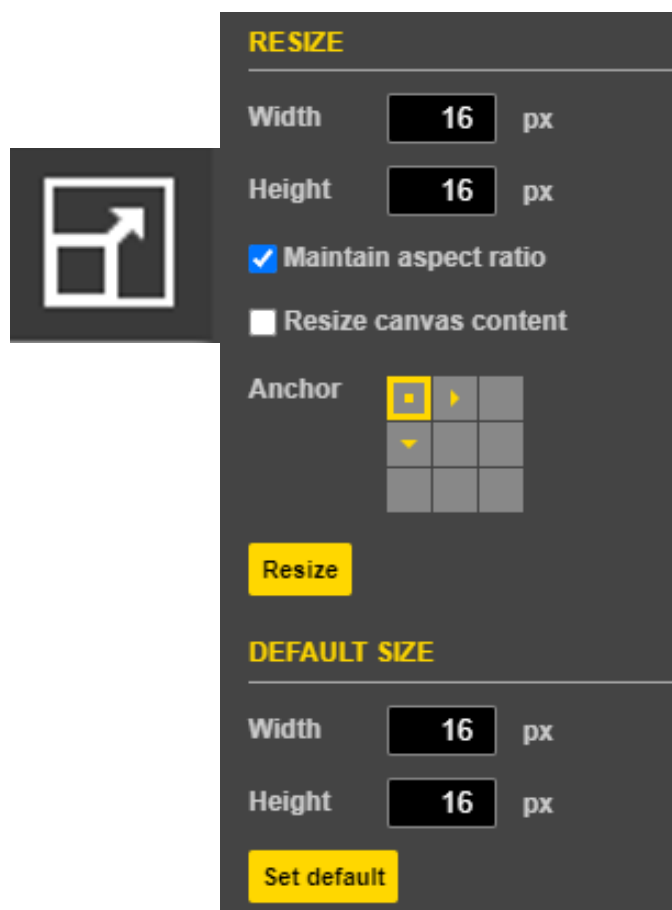 RESIZE
Width 16 px
Height 16 px
Maintain aspect ratio
Resize canvas content
Anchor
Resize
DEFAULT SIZE
Width 16 px
Height 16 px
Set default